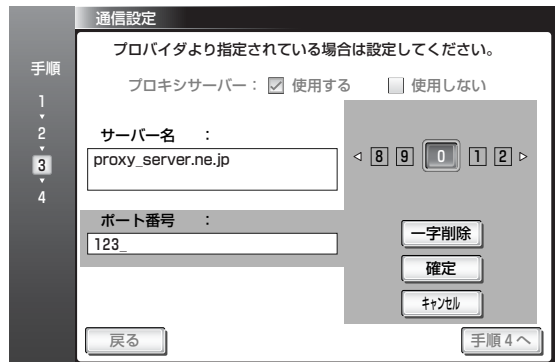 通信設定
プロバイダより指定されている場合は設定してください。
手順
1
2
3
4
プロキシサーバー： 使用する 使用しない
サーバー名 ：
proxy_server.ne.jp
8 9 0 1 2
ポート番号 ：
123_
一字削除
確定
ｷｬﾝｾﾙ
戻る
手順4へ